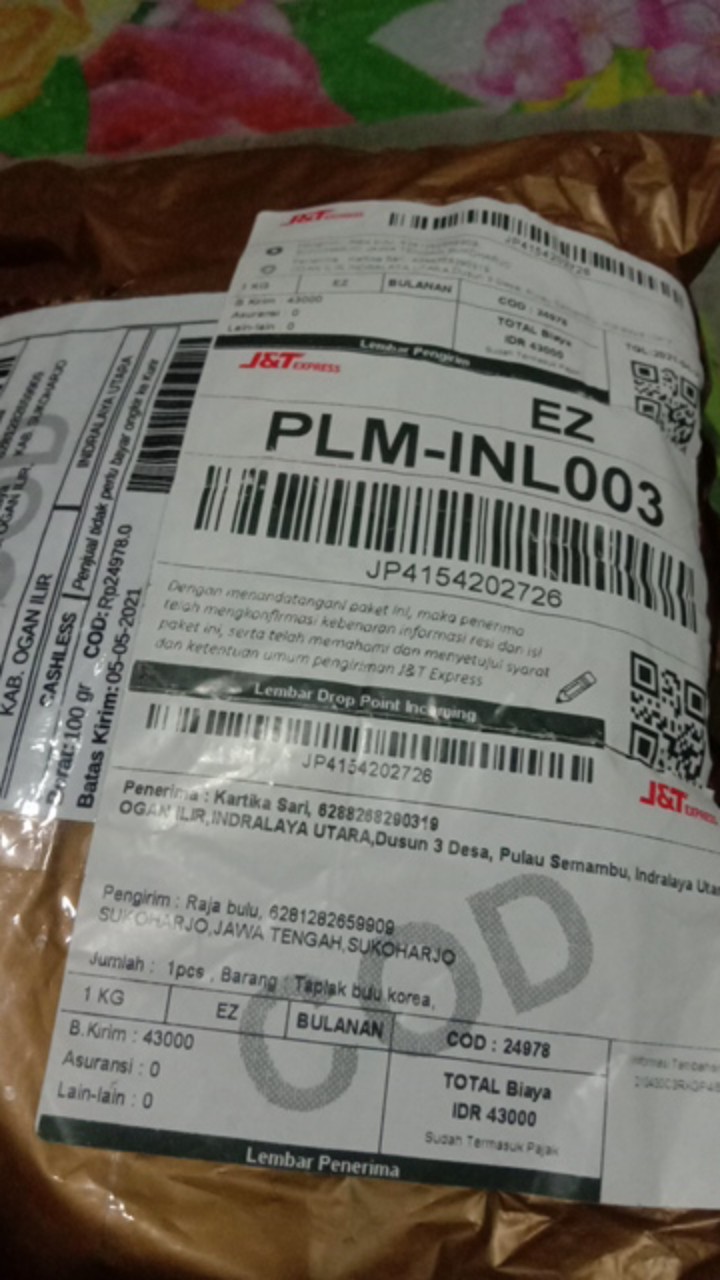 J&T EXPRESS
JP4154202726
1 KG EZ BULANAN COD : 24978
B.Kirim : 43000
Asuransi : 0
Lain-lain : 0
TOTAL Biaya
IDR 43000
Sudah Termasuk Pajak
Lembar Pengirim
J&T EXPRESS
EZ
PLM-INL003
JP4154202726
Dengan menandatangani paket ini, maka penerima
telah mengkonfirmasi kebenaran informasi resi dan isi
paket ini, serta telah memahami dan menyetujui syarat
dan ketentuan umum pengiriman J&T Express
Lembar Drop Point Incoming
JP4154202726
J&T EXPRESS
Penerima : Kartika Sari, 6288268290319
OGAN ILIR,INDRALAYA UTARA,Dusun 3 Desa, Pulau Semambu, Indralaya Utar
Pengirim : Raja bulu, 6281282659909
SUKOHARJO,JAWA TENGAH,SUKOHARJO
Jumlah : 1pcs , Barang : Taplak bulu korea,
COD
1 KG EZ BULANAN COD : 24978
B.Kirim : 43000
Asuransi : 0
Lain-lain : 0
TOTAL Biaya
IDR 43000
Sudah Termasuk Pajak
Lembar Penerima
KAB. OGAN ILIR
INDRALAYA UTARA
CASHLESS
Penjual tidak perlu bayar ongkir ke Kurir
Berat:100 gr COD:Rp24978.0
Batas Kirim:05-05-2021